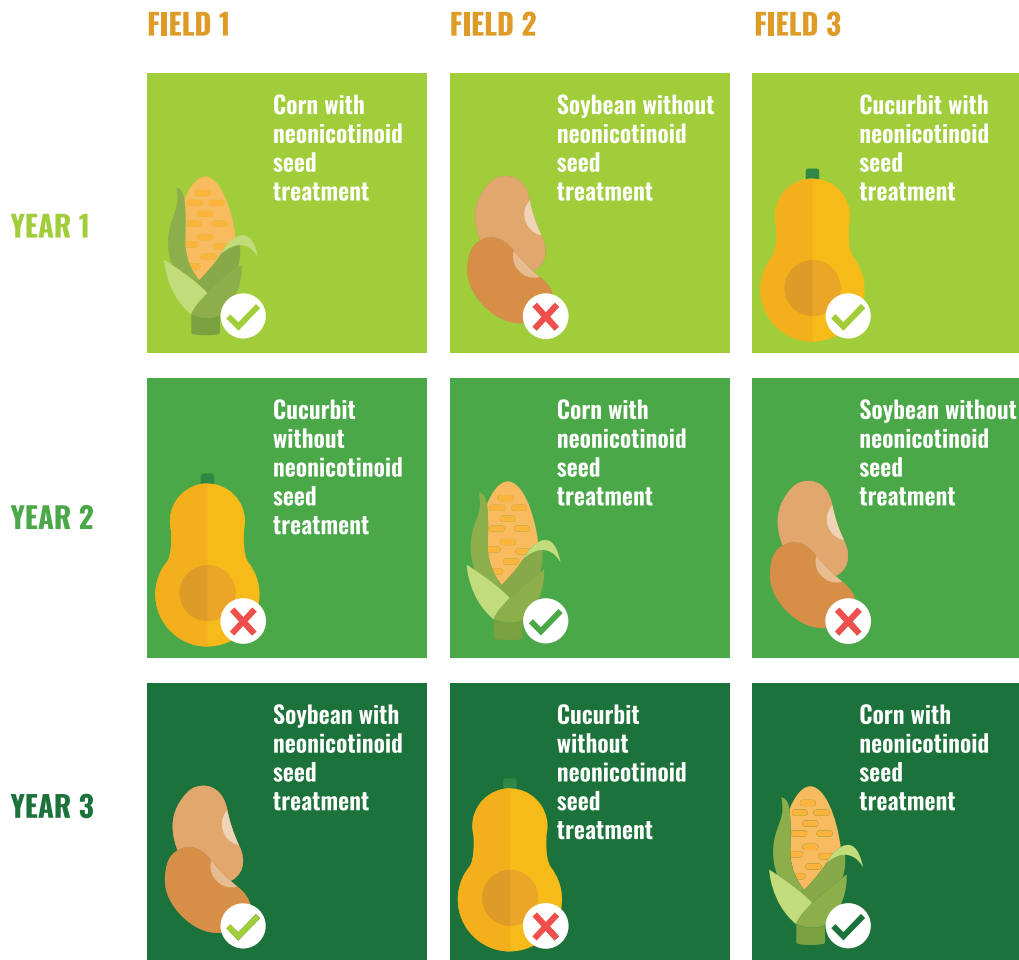 FIELD 1
FIELD 2
FIELD 3
YEAR 1
Corn with
neonicotinoid
seed
treatment
Soybean without
neonicotinoid
seed
treatment
Cucurbit with
neonicotinoid
seed
treatment
YEAR 2
Cucurbit
without
neonicotinoid
seed
treatment
Corn with
neonicotinoid
seed
treatment
Soybean without
neonicotinoid
seed
treatment
YEAR 3
Soybean with
neonicotinoid
seed
treatment
Cucurbit
without
neonicotinoid
seed
treatment
Corn with
neonicotinoid
seed
treatment